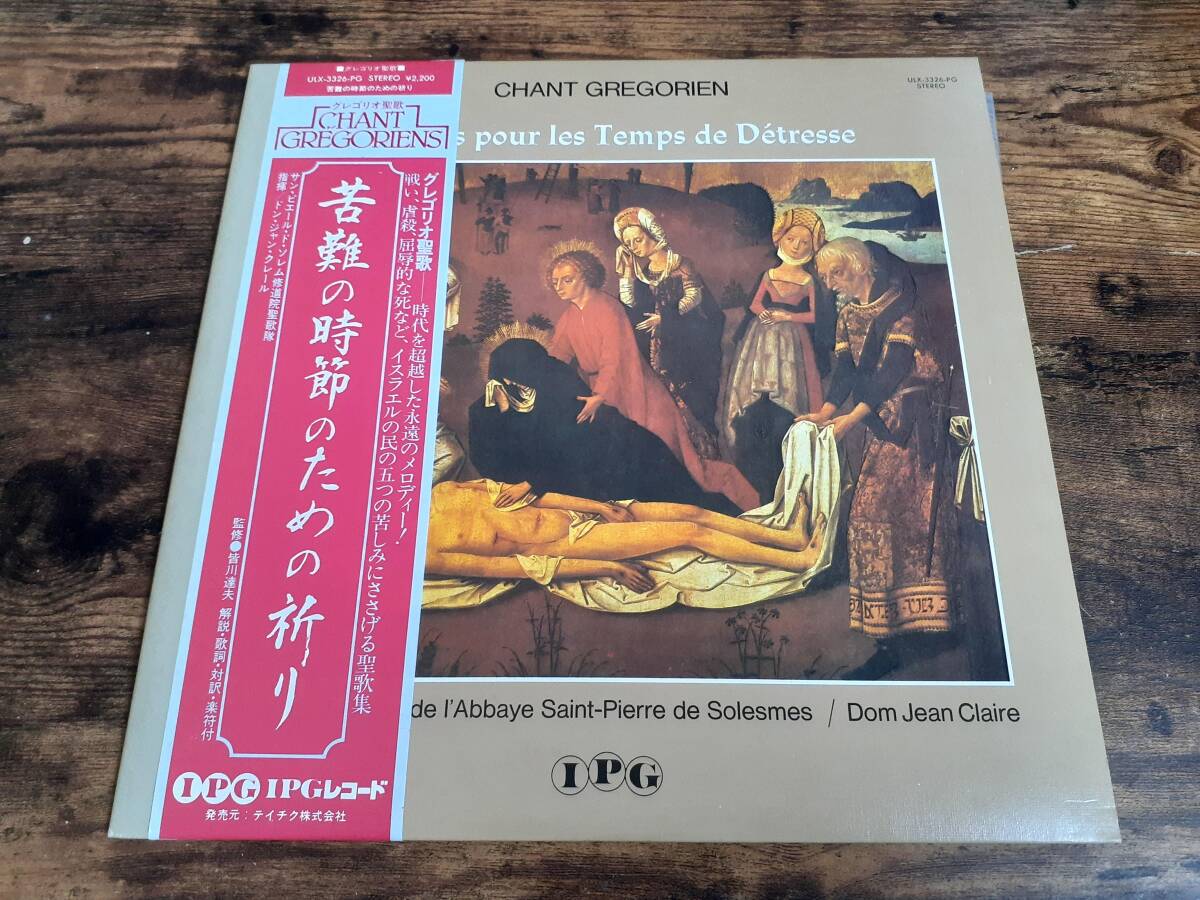 ■グレゴリオ聖歌■
ULX-3326-PG STEREO ¥2,200
苦難の時節のための祈り
グレゴリオ聖歌
CHANT
GREGORIENS
グレゴリオ聖歌――時代を超越した永遠のメロディー!
戦い、虐殺、屈辱的な死など、イスラエルの民の五つの苦しみにささげる聖歌集
苦難の時節のための祈り
サン・ピエール・ド・ソレム修道院聖歌隊
指揮 ドン・ジャン・クレール
監修●皆川達夫 解説・歌詞・対訳・楽符付
IPG IPGレコード
発売元:テイチク株式会社
CHANT GREGORIEN
ULX-3326-PG
STEREO
s pour les Temps de Détresse
de l'Abbaye Saint-Pierre de Solesmes / Dom Jean Claire
IPG